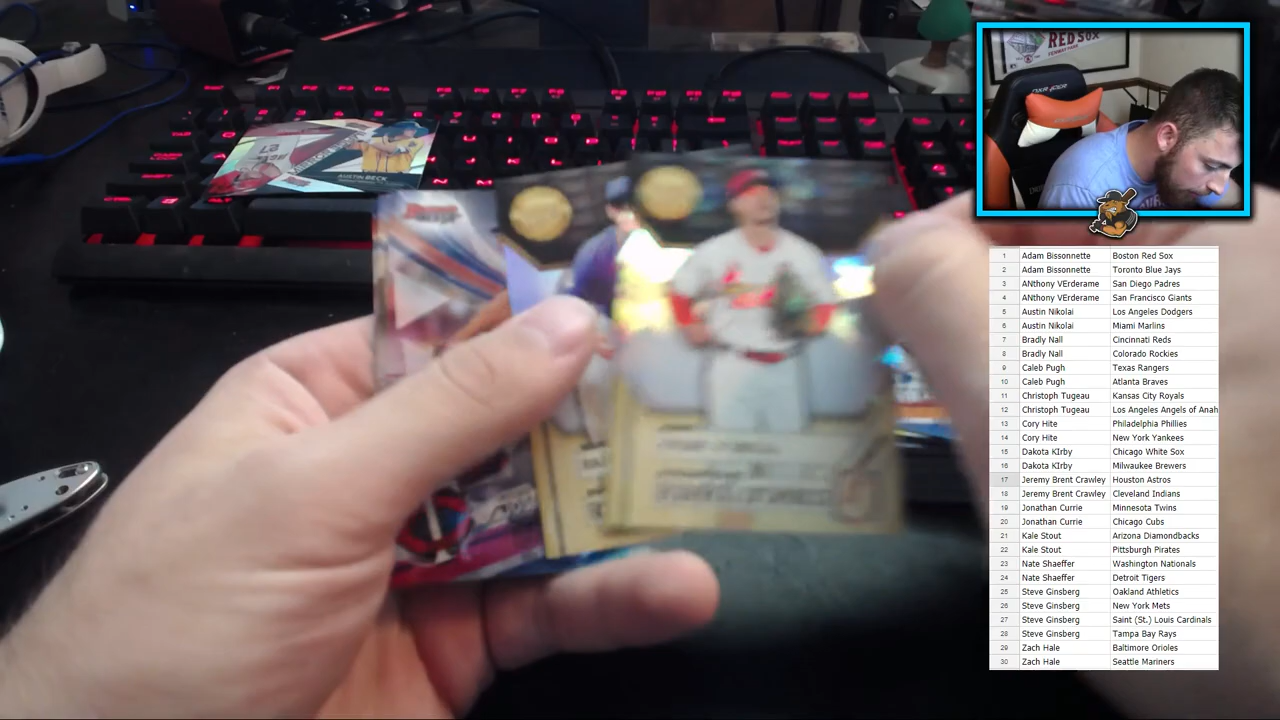 RED SOX
FENWAY PARK
DXRACER
AUSTIN BECK
Bowman's
1 Adam Bissonnette Boston Red Sox
2 Adam Bissonnette Toronto Blue Jays
3 ANthony VErderame San Diego Padres
4 ANthony VErderame San Francisco Giants
5 Austin Nikolai Los Angeles Dodgers
6 Austin Nikolai Miami Marlins
7 Bradly Nall Cincinnati Reds
8 Bradly Nall Colorado Rockies
9 Caleb Pugh Texas Rangers
10 Caleb Pugh Atlanta Braves
11 Christoph Tugeau Kansas City Royals
12 Christoph Tugeau Los Angeles Angels of Anah
13 Cory Hite Philadelphia Phillies
14 Cory Hite New York Yankees
15 Dakota KIrby Chicago White Sox
16 Dakota KIrby Milwaukee Brewers
17 Jeremy Brent Crawley Houston Astros
18 Jeremy Brent Crawley Cleveland Indians
19 Jonathan Currie Minnesota Twins
20 Jonathan Currie Chicago Cubs
21 Kale Stout Arizona Diamondbacks
22 Kale Stout Pittsburgh Pirates
23 Nate Shaeffer Washington Nationals
24 Nate Shaeffer Detroit Tigers
25 Steve Ginsberg Oakland Athletics
26 Steve Ginsberg New York Mets
27 Steve Ginsberg Saint (St.) Louis Cardinals
28 Steve Ginsberg Tampa Bay Rays
29 Zach Hale Baltimore Orioles
30 Zach Hale Seattle Mariners